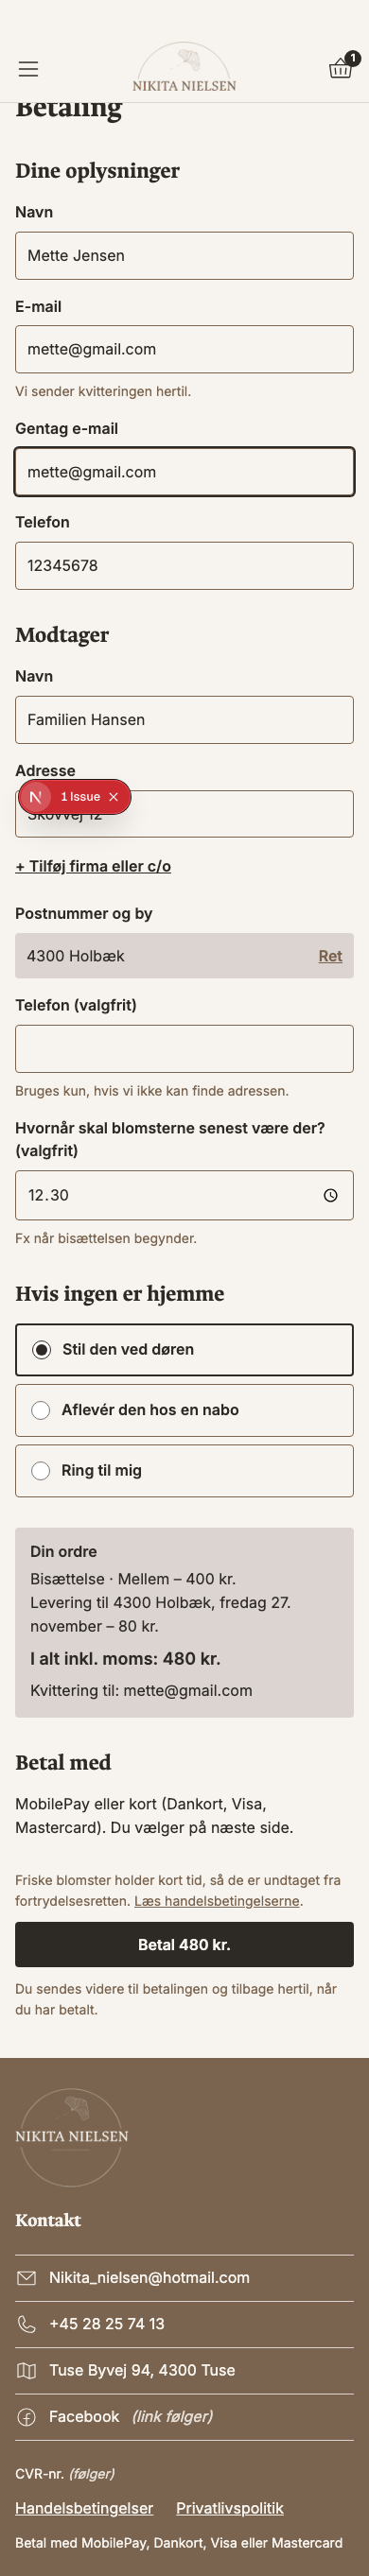 NIKITA NIELSEN
1
Betaling
Dine oplysninger
Navn
Mette Jensen
E-mail
mette@gmail.com
Vi sender kvitteringen hertil.
Gentag e-mail
mette@gmail.com
Telefon
12345678
Modtager
Navn
Familien Hansen
Adresse
N 1 Issue
Skovvej 12
+ Tilføj firma eller c/o
Postnummer og by
4300 Holbæk Ret
Telefon (valgfrit)
Bruges kun, hvis vi ikke kan finde adressen.
Hvornår skal blomsterne senest være der?
(valgfrit)
12.30
Fx når bisættelsen begynder.
Hvis ingen er hjemme
Stil den ved døren
Aflevér den hos en nabo
Ring til mig
Din ordre
Bisættelse · Mellem – 400 kr.
Levering til 4300 Holbæk, fredag 27.
november – 80 kr.
I alt inkl. moms: 480 kr.
Kvittering til: mette@gmail.com
Betal med
MobilePay eller kort (Dankort, Visa,
Mastercard). Du vælger på næste side.
Friske blomster holder kort tid, så de er undtaget fra
fortrydelsesretten. Læs handelsbetingelserne.
Betal 480 kr.
Du sendes videre til betalingen og tilbage hertil, når
du har betalt.
NIKITA NIELSEN
Kontakt
Nikita_nielsen@hotmail.com
+45 28 25 74 13
Tuse Byvej 94, 4300 Tuse
Facebook (link følger)
CVR-nr. (følger)
Handelsbetingelser Privatlivspolitik
Betal med MobilePay, Dankort, Visa eller Mastercard